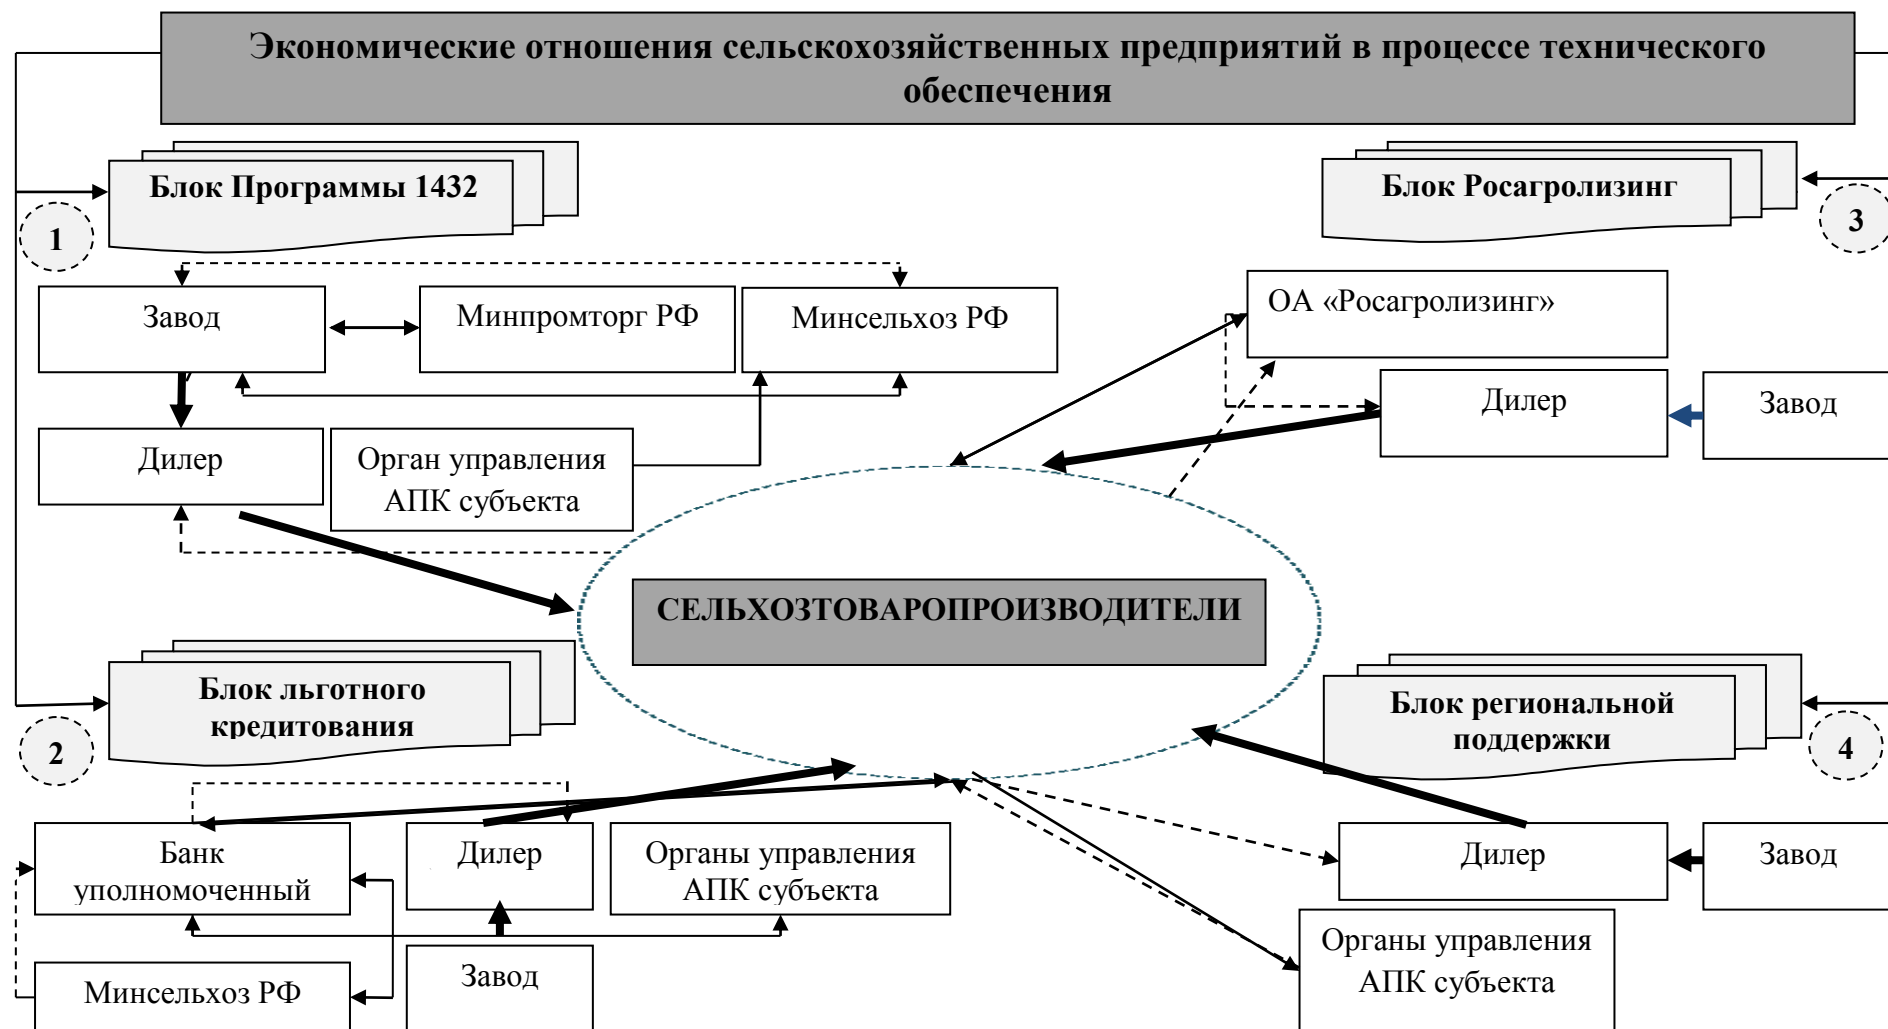 Экономические отношения сельскохозяйственных предприятий в процессе технического
обеспечения
Блок Программы 1432
1
Завод
Минпромторг РФ
Минсельхоз РФ
Дилер
Орган управления
АПК субъекта
Блок Росагролизинг
3
ОА «Росагролизинг»
Дилер
Завод
СЕЛЬХОЗТОВАРОПРОИЗВОДИТЕЛИ
Блок льготного
кредитования
2
Банк
уполномоченный
Дилер
Органы управления
АПК субъекта
Минсельхоз РФ
Завод
Блок региональной
поддержки
4
Дилер
Завод
Органы управления
АПК субъекта